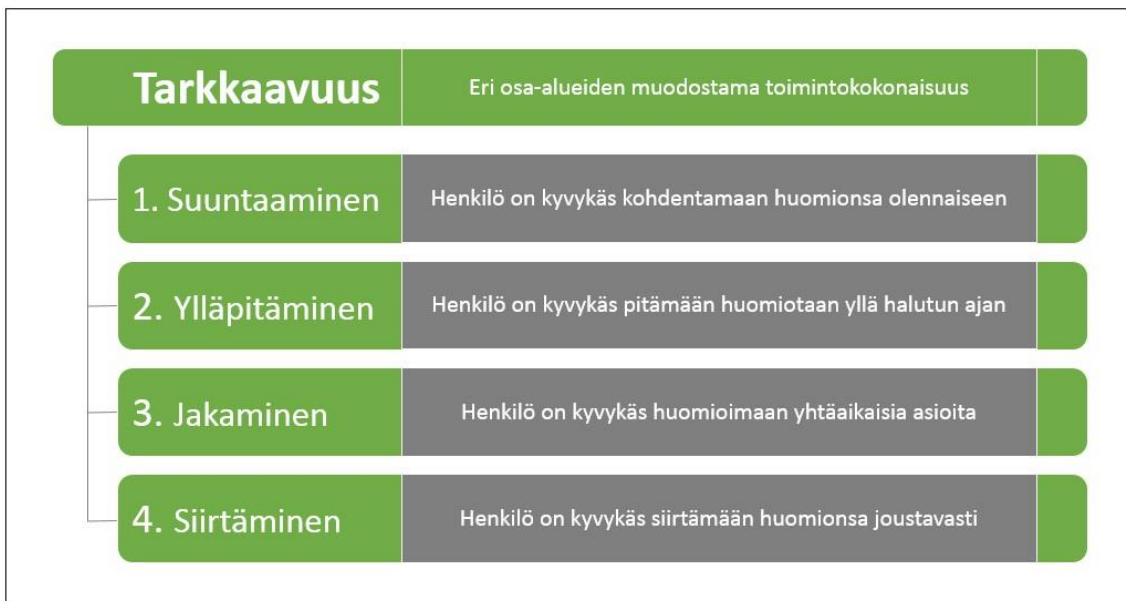 Tarkkaavuus
Eri osa-alueiden muodostama toimintokokonaisuus
1. Suuntaaminen
Henkilö on kyvykäs kohdentamaan huomionsa olennaiseen
2. Ylläpitäminen
Henkilö on kyvykäs pitämään huomiotaan yllä halutun ajan
3. Jakaminen
Henkilö on kyvykäs huomioimaan yhtäaikaisia asioita
4. Siirtäminen
Henkilö on kyvykäs siirtämään huomionsa joustavasti